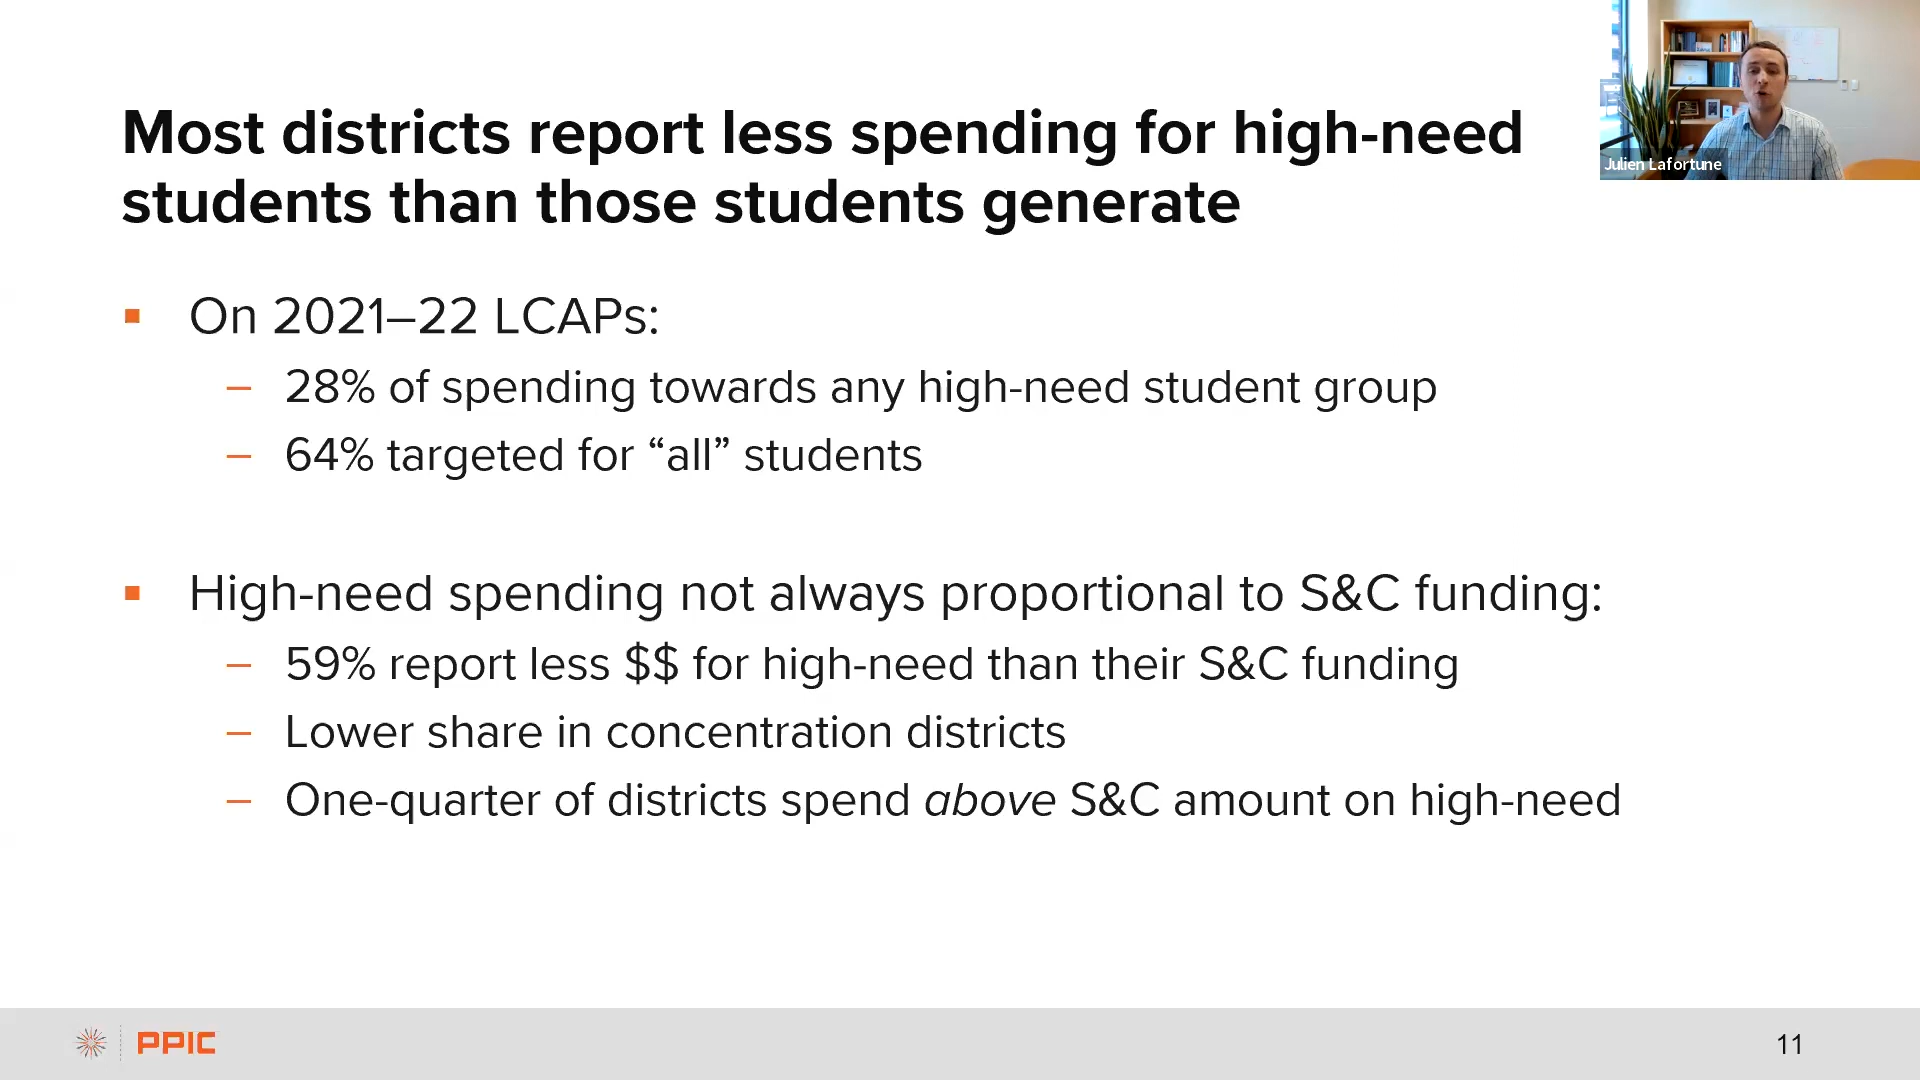 Most districts report less spending for high-need
students than those students generate
Julien Lafortune
▪ On 2021–22 LCAPs:
– 28% of spending towards any high-need student group
– 64% targeted for “all” students
▪ High-need spending not always proportional to S&C funding:
– 59% report less $$ for high-need than their S&C funding
– Lower share in concentration districts
– One-quarter of districts spend above S&C amount on high-need
PPIC
11